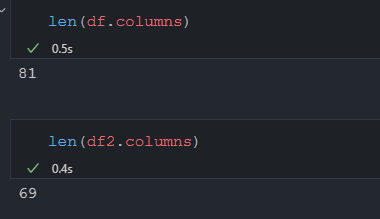 len(df.columns)
0.5s
81
len(df2.columns)
0.4s
69